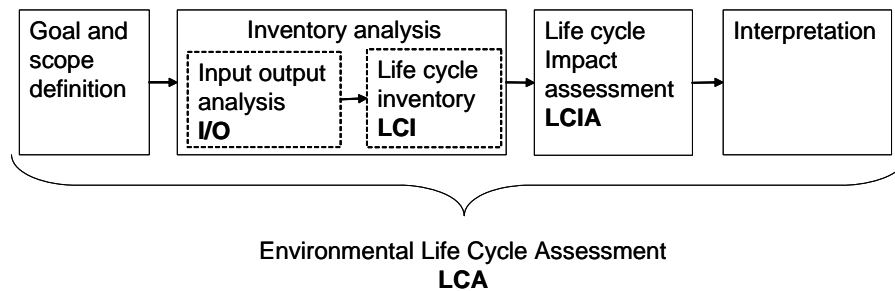 Goal and
scope
definition
Inventory analysis
Input output
analysis
I/O
Life cycle
inventory
LCI
Life cycle
Impact
assessment
LCIA
Interpretation
Environmental Life Cycle Assessment
LCA